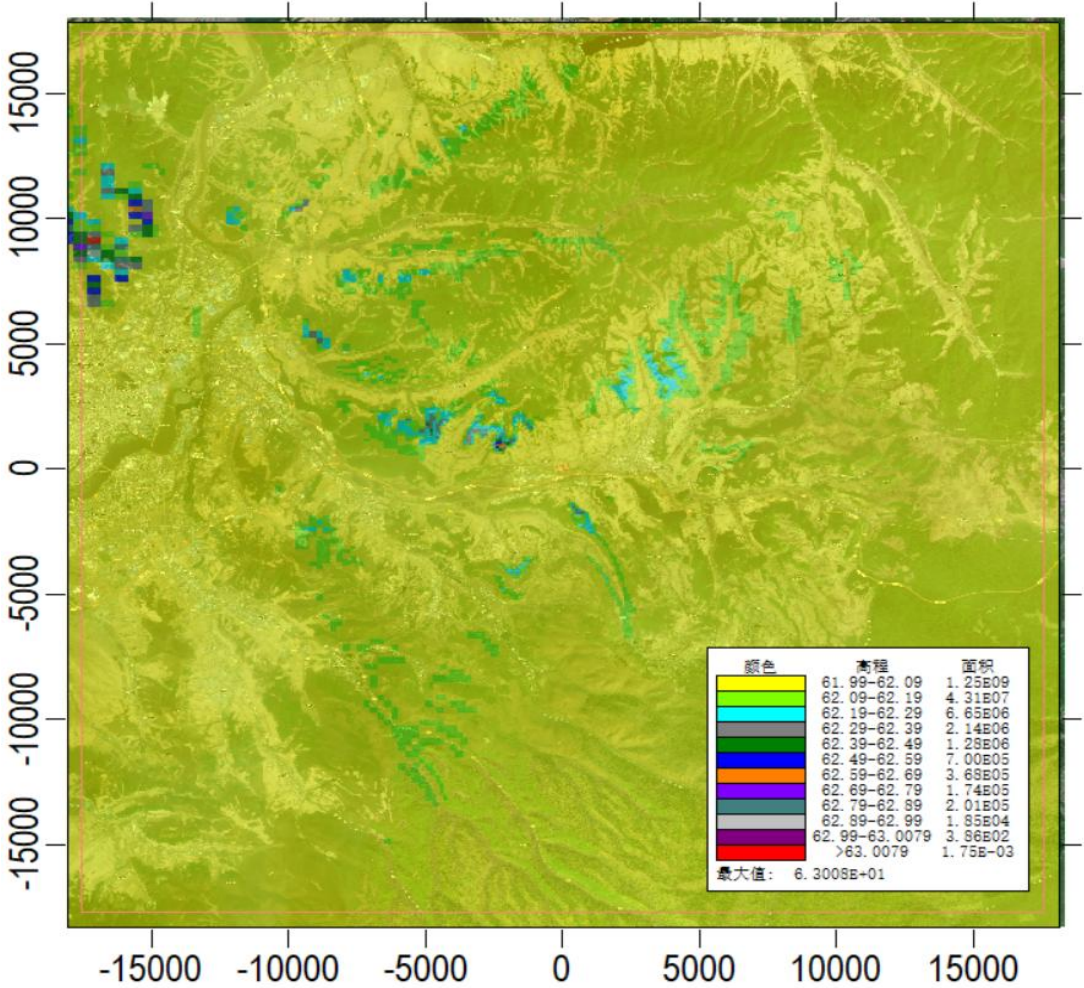 15000
10000
5000
0
-5000
-10000
-15000
颜色 高程 面积
61.99-62.09 1.25E09
62.09-62.19 4.31E07
62.19-62.29 6.65E06
62.29-62.39 2.14E06
62.39-62.49 1.28E06
62.49-62.59 7.00E05
62.59-62.69 3.68E05
62.69-62.79 1.74E05
62.79-62.89 2.01E05
62.89-62.99 1.85E04
62.99-63.0079 3.86E02
>63.0079 1.75E-03
最大值: 6.3008E+01
-15000 -10000 -5000 0 5000 10000 15000